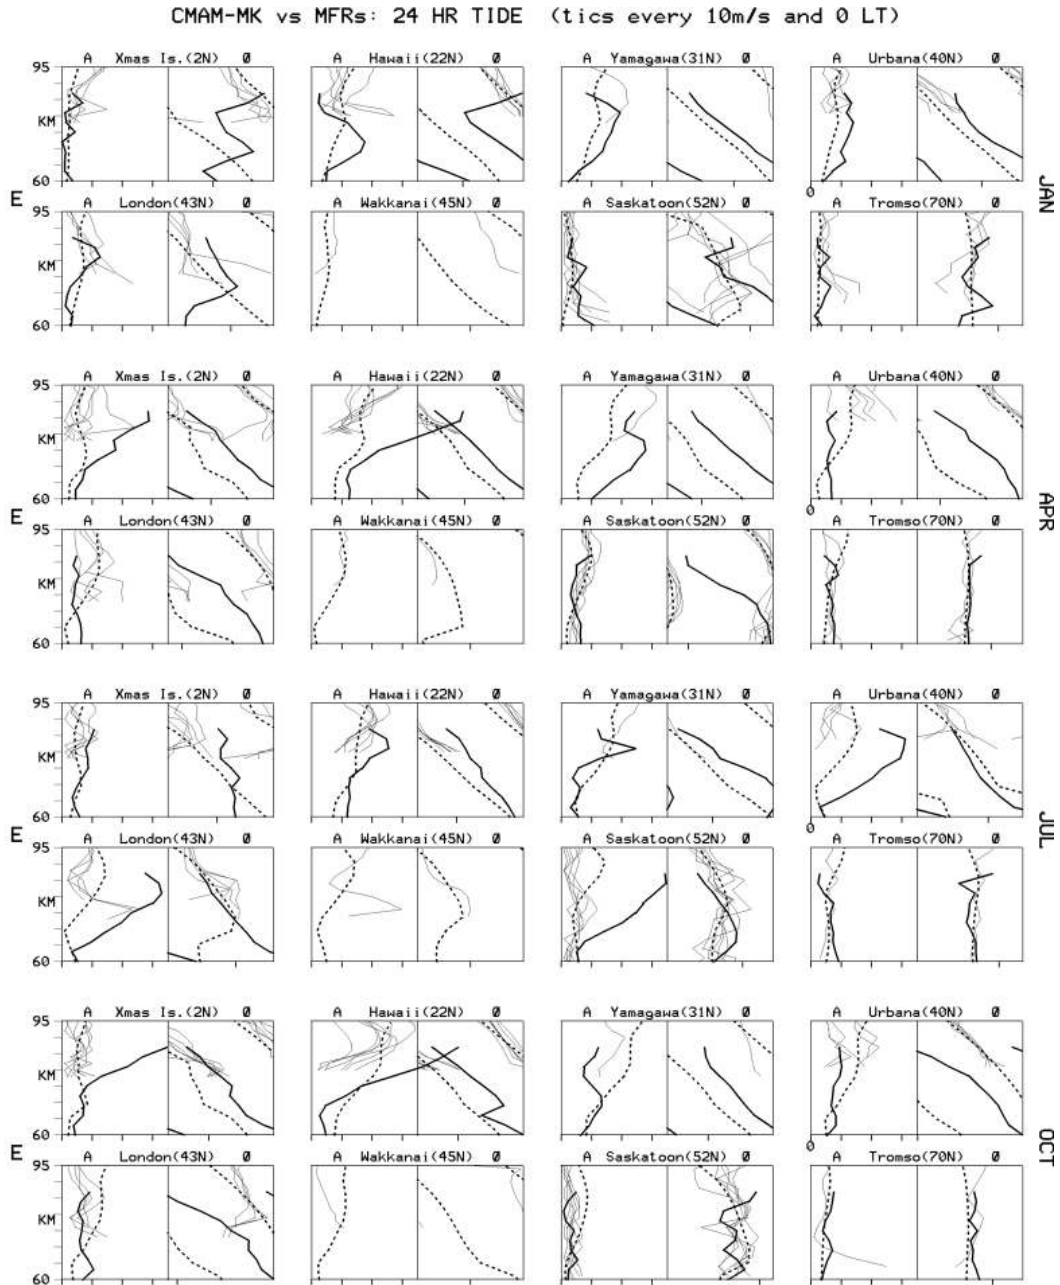 CMAM-MK vs MFRs: 24 HR TIDE (tics every 10m/s and 0 LT)
A Xmas Is.(2N) Ø A Hawaii(22N) Ø A Yamagawa(31N) Ø A Urbana(40N) Ø
95
KM
60
0
E
JAN
A London(43N) Ø A Wakkanai(45N) Ø A Saskatoon(52N) Ø A Tromso(70N) Ø
95
KM
60
A Xmas Is.(2N) Ø A Hawaii(22N) Ø A Yamagawa(31N) Ø A Urbana(40N) Ø
95
KM
60
0
E
APR
A London(43N) Ø A Wakkanai(45N) Ø A Saskatoon(52N) Ø A Tromso(70N) Ø
95
KM
60
A Xmas Is.(2N) Ø A Hawaii(22N) Ø A Yamagawa(31N) Ø A Urbana(40N) Ø
95
KM
60
0
E
JUL
A London(43N) Ø A Wakkanai(45N) Ø A Saskatoon(52N) Ø A Tromso(70N) Ø
95
KM
60
A Xmas Is.(2N) Ø A Hawaii(22N) Ø A Yamagawa(31N) Ø A Urbana(40N) Ø
95
KM
60
0
E
OCT
A London(43N) Ø A Wakkanai(45N) Ø A Saskatoon(52N) Ø A Tromso(70N) Ø
95
KM
60